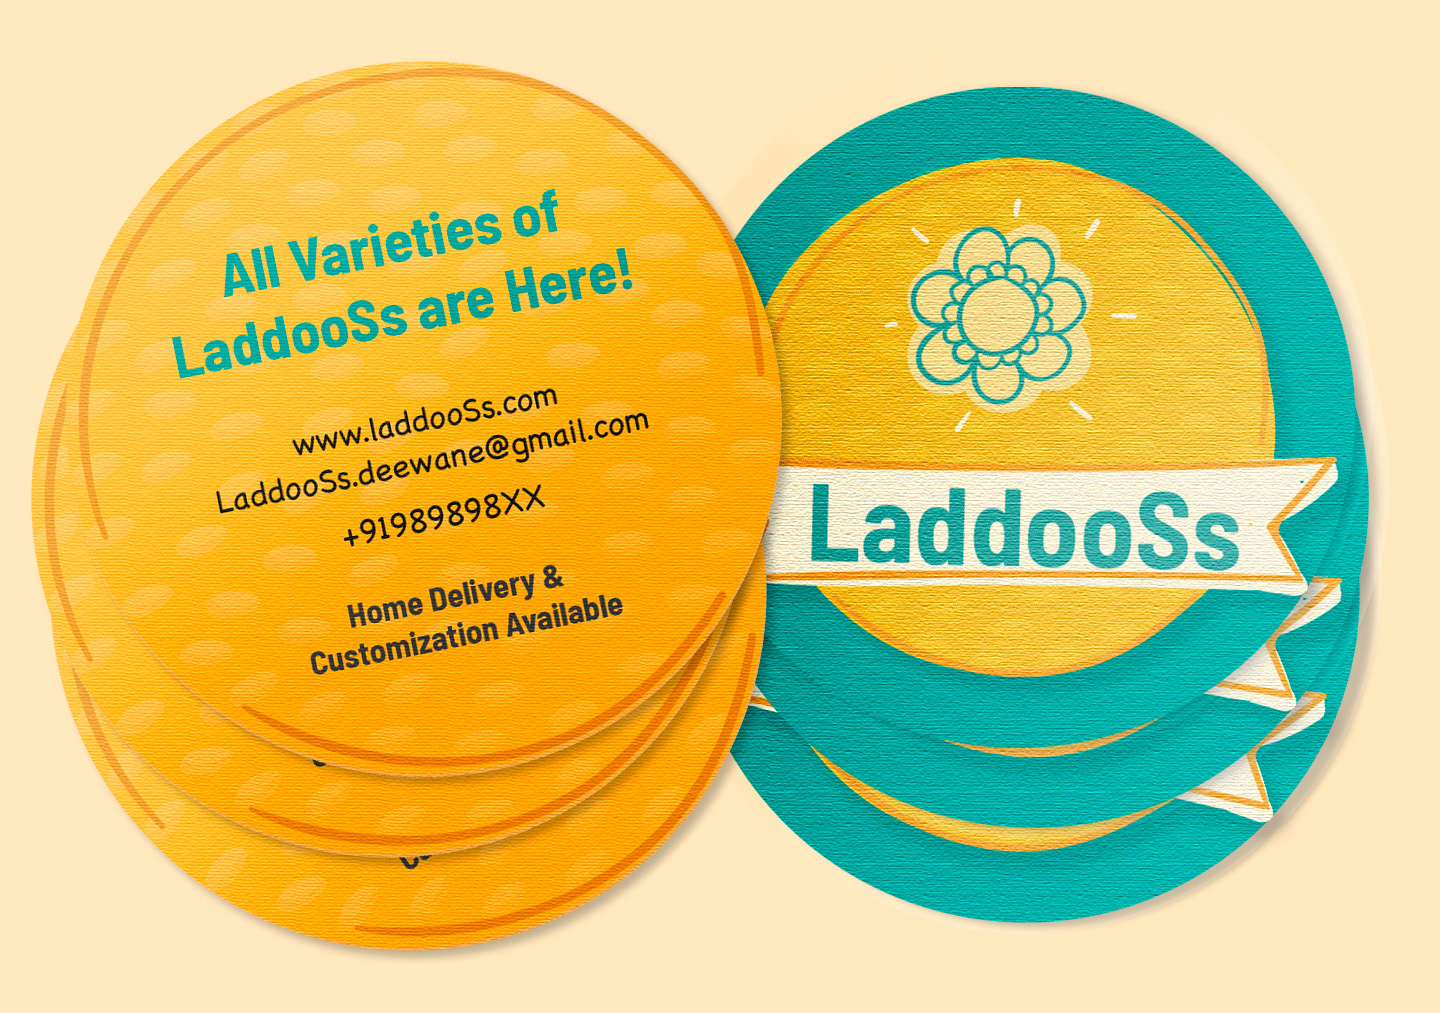 All Varieties of
LaddooSs are Here!
www.laddooSs.com
LaddooSs.deewane@gmail.com
+91989898XX
Home Delivery &
Customization Available
LaddooSs